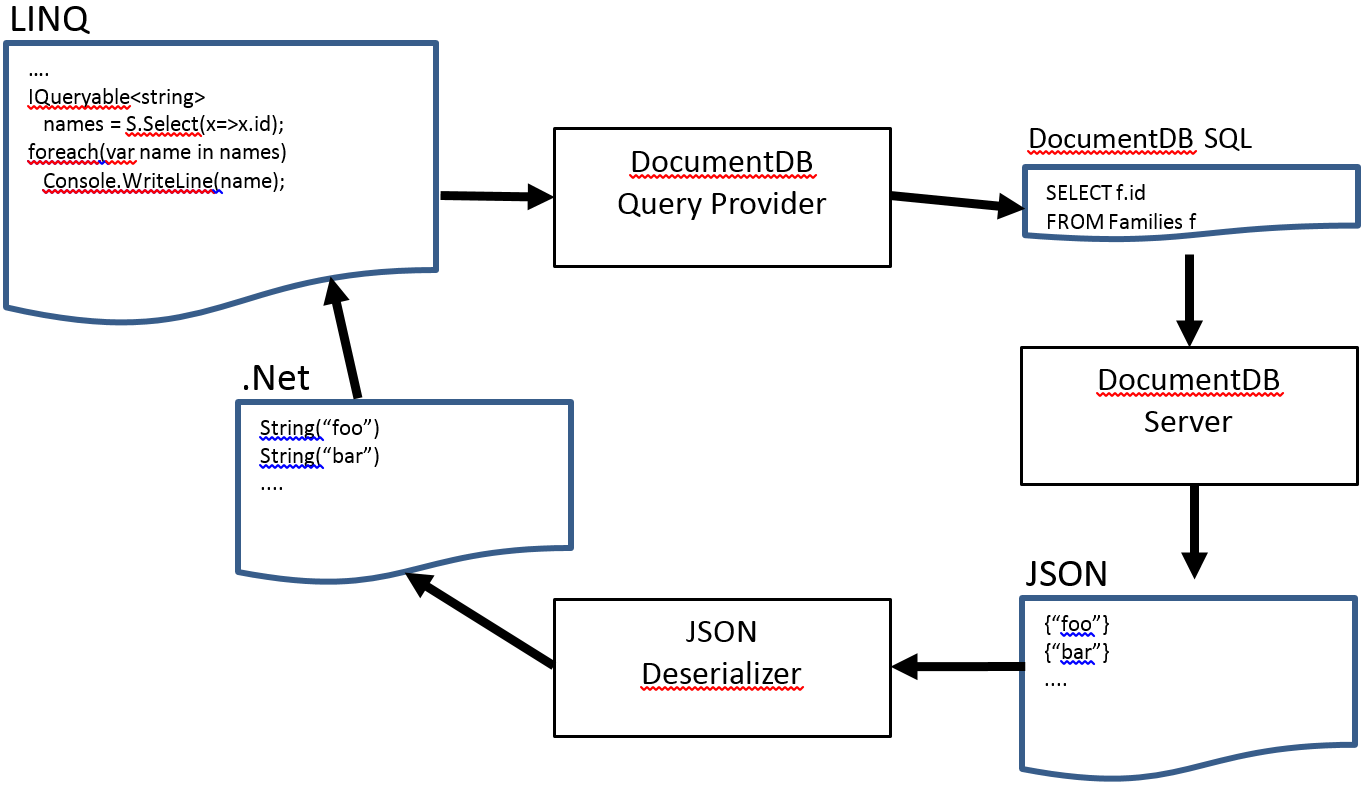 LINQ
....
IQueryable<string>
names = S.Select(x=>x.id);
foreach(var name in names)
Console.WriteLine(name);
DocumentDB
Query Provider
DocumentDB SQL
SELECT f.id
FROM Families f
DocumentDB
Server
JSON
{“foo”}
{“bar”}
....
JSON
Deserializer
.Net
String(“foo”)
String(“bar”)
....